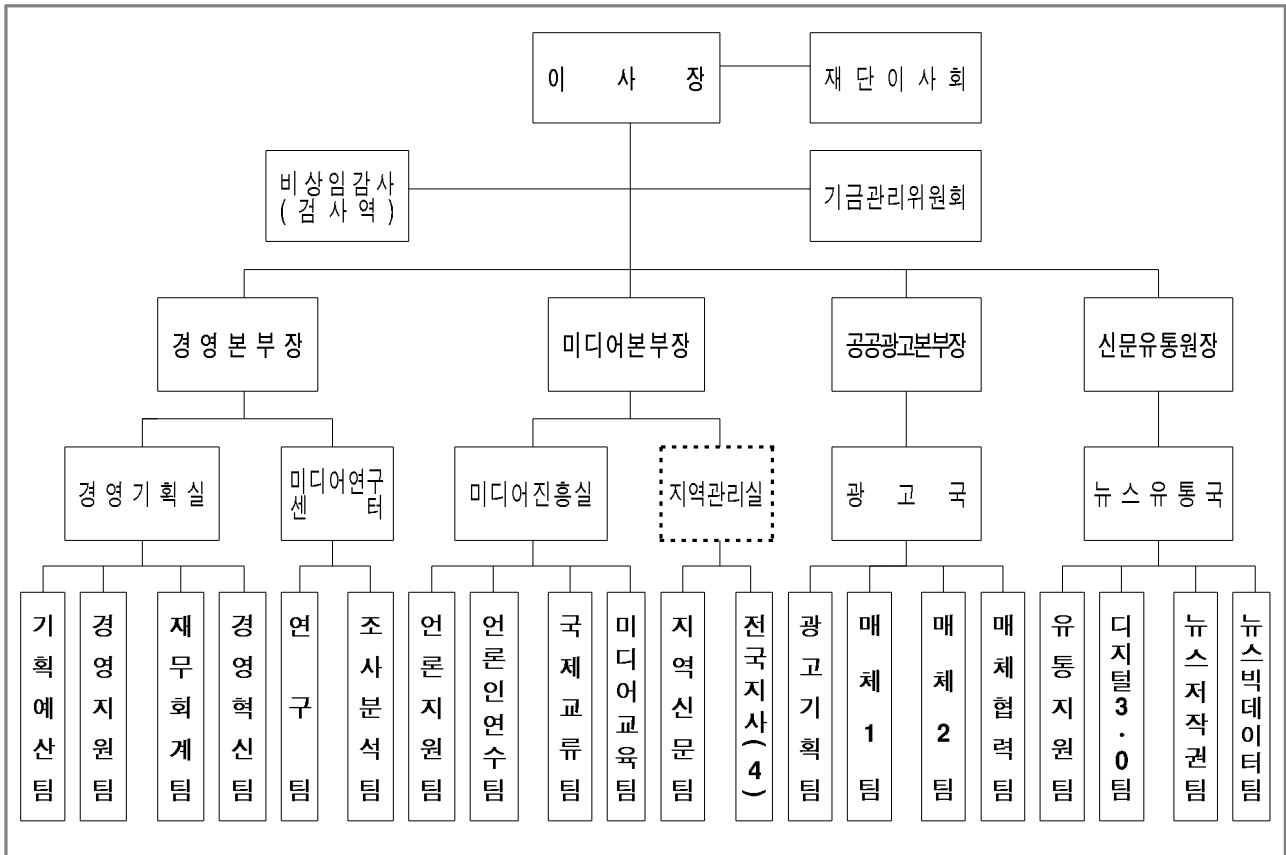 이 사 장
재 단 이 사 회
비 상 임 감 사
( 검 사 역 )
기금관리위원회
경 영 본 부 장
미디어본부장
공공광고본부장
신문유통원장
경 영 기 획 실
미디어연구
센 터
미디어진흥실
지역관리실
광 고 국
뉴 스 유 통 국
기획예산팀
경영지원팀
재무회계팀
경영혁신팀
연 구 팀
조사분석팀
언론지원팀
언론인연수팀
국제교류팀
미디어교육팀
지역신문팀
전국지사(4)
광고기획팀
매체1팀
매체2팀
매체협력팀
유통지원팀
디지털3.0팀
뉴스저작권팀
뉴스빅데이터팀